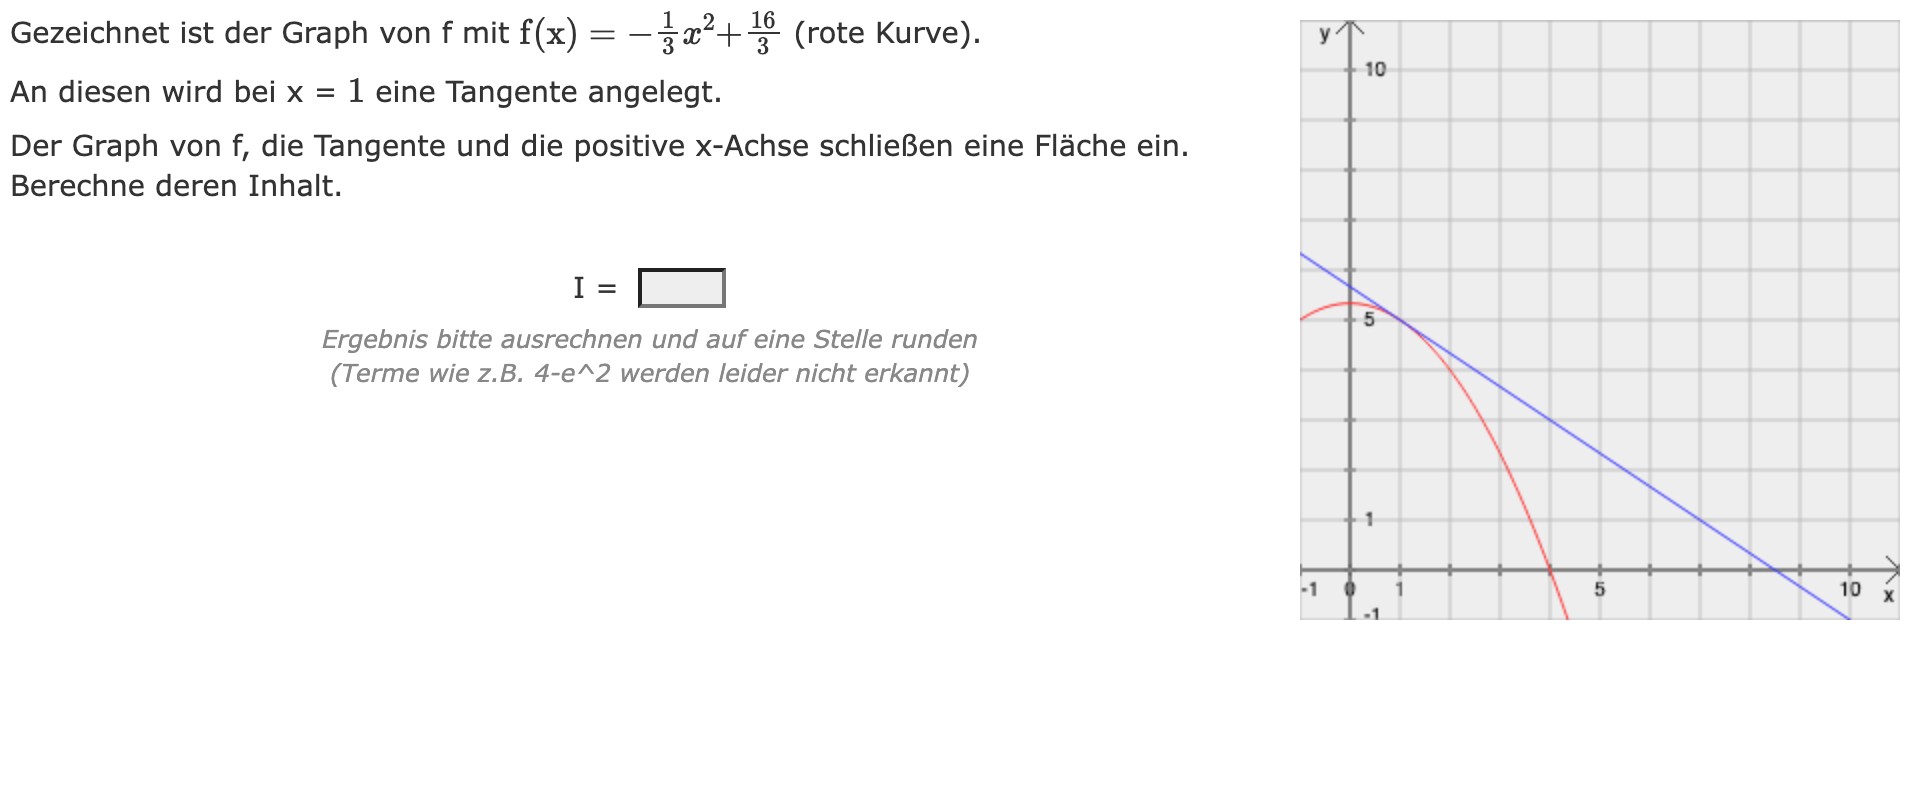 Gezeichnet ist der Graph von f mit f(x) = −1/3 x²+16/3 (rote Kurve).
An diesen wird bei x = 1 eine Tangente angelegt.
Der Graph von f, die Tangente und die positive x-Achse schließen eine Fläche ein.
Berechne deren Inhalt.
I =
Ergebnis bitte ausrechnen und auf eine Stelle runden
(Terme wie z.B. 4-e^2 werden leider nicht erkannt)
y
10
5
1
-1 0 1 5 10 x
-1